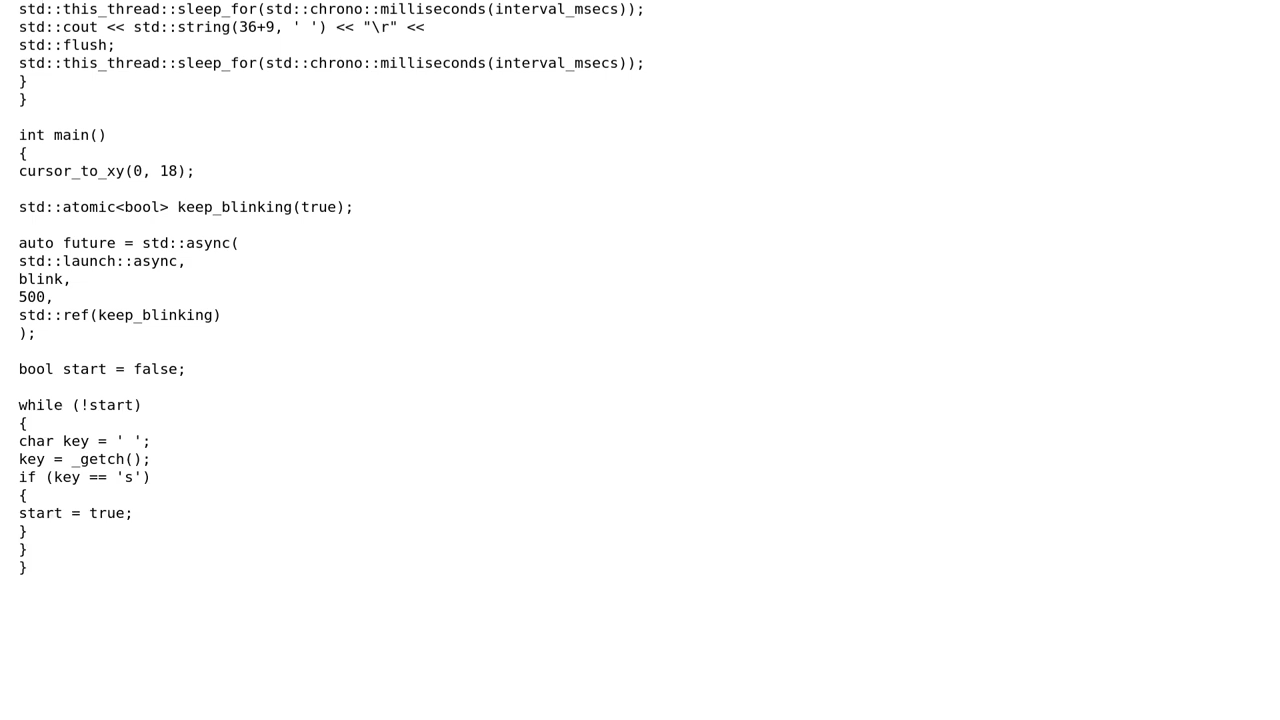 std::this_thread::sleep_for(std::chrono::milliseconds(interval_msecs));
std::cout << std::string(36+9, ' ') << "\r" <<
std::flush;
std::this_thread::sleep_for(std::chrono::milliseconds(interval_msecs));
}
}

int main()
{
cursor_to_xy(0, 18);

std::atomic<bool> keep_blinking(true);

auto future = std::async(
std::launch::async,
blink,
500,
std::ref(keep_blinking)
);

bool start = false;

while (!start)
{
char key = ' ';
key = _getch();
if (key == 's')
{
start = true;
}
}
}